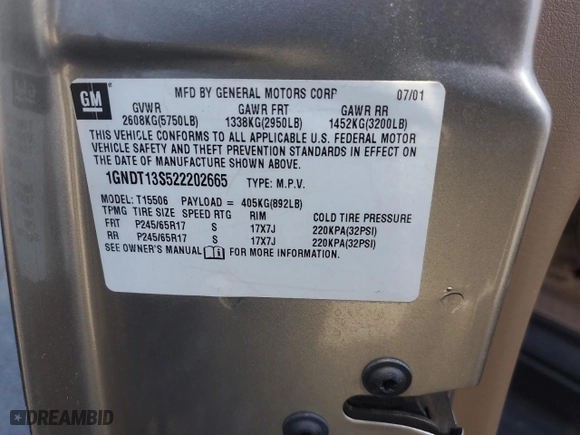 GM
MFD BY GENERAL MOTORS CORP 07/01
GVWR GAWR FRT GAWR RR
2608KG(5750LB) 1338KG(2950LB) 1452KG(3200LB)
THIS VEHICLE CONFORMS TO ALL APPLICABLE U.S. FEDERAL MOTOR
VEHICLE SAFETY AND THEFT PREVENTION STANDARDS IN EFFECT ON
THE DATE OF MANUFACTURE SHOWN ABOVE.
1GNDT13S522202665 TYPE: M.P.V.
MODEL: T15506 PAYLOAD = 405KG(892LB)
TPMG TIRE SIZE SPEED RTG RIM COLD TIRE PRESSURE
FRT P245/65R17 S 17X7J 220KPA(32PSI)
RR P245/65R17 S 17X7J 220KPA(32PSI)
SEE OWNER'S MANUAL FOR MORE INFORMATION.
DREAMBID